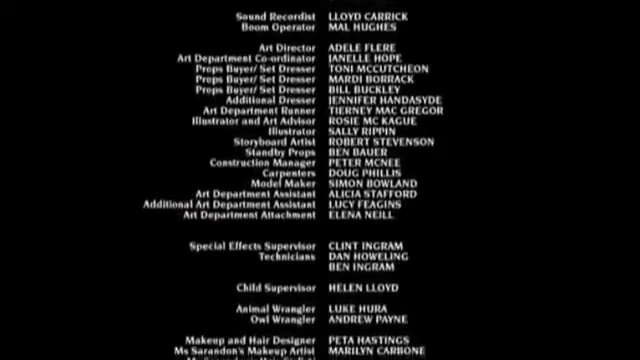 Sound Recordist LLOYD CARRICK
Boom Operator MAL HUGHES
Art Director ADELE FLERE
Art Department Co-ordinator JANELLE HOPE
Props Buyer/ Set Dresser TONI MCCUTCHEON
Props Buyer/ Set Dresser MARDI BORRACK
Props Buyer/ Set Dresser BILL BUCKLEY
Additional Dresser JENNIFER HANDASYDE
Art Department Runner TIERNEY MAC GREGOR
Illustrator and Art Advisor ROSIE MC KAGUE
Illustrator SALLY RIPPIN
Storyboard Artist ROBERT STEVENSON
Standby Props BEN BAUER
Construction Manager PETER MCNEE
Carpenters DOUG PHILLIS
Model Maker SIMON BOWLAND
Art Department Assistant ALICIA STAFFORD
Additional Art Department Assistant LUCY FEAGINS
Art Department Attachment ELENA NEILL
Special Effects Supervisor CLINT INGRAM
Technicians DAN HOWELING
BEN INGRAM
Child Supervisor HELEN LLOYD
Animal Wrangler LUKE HURA
Owl Wrangler ANDREW PAYNE
Makeup and Hair Designer PETA HASTINGS
Ms Sarandon's Makeup Artist MARILYN CARBONE